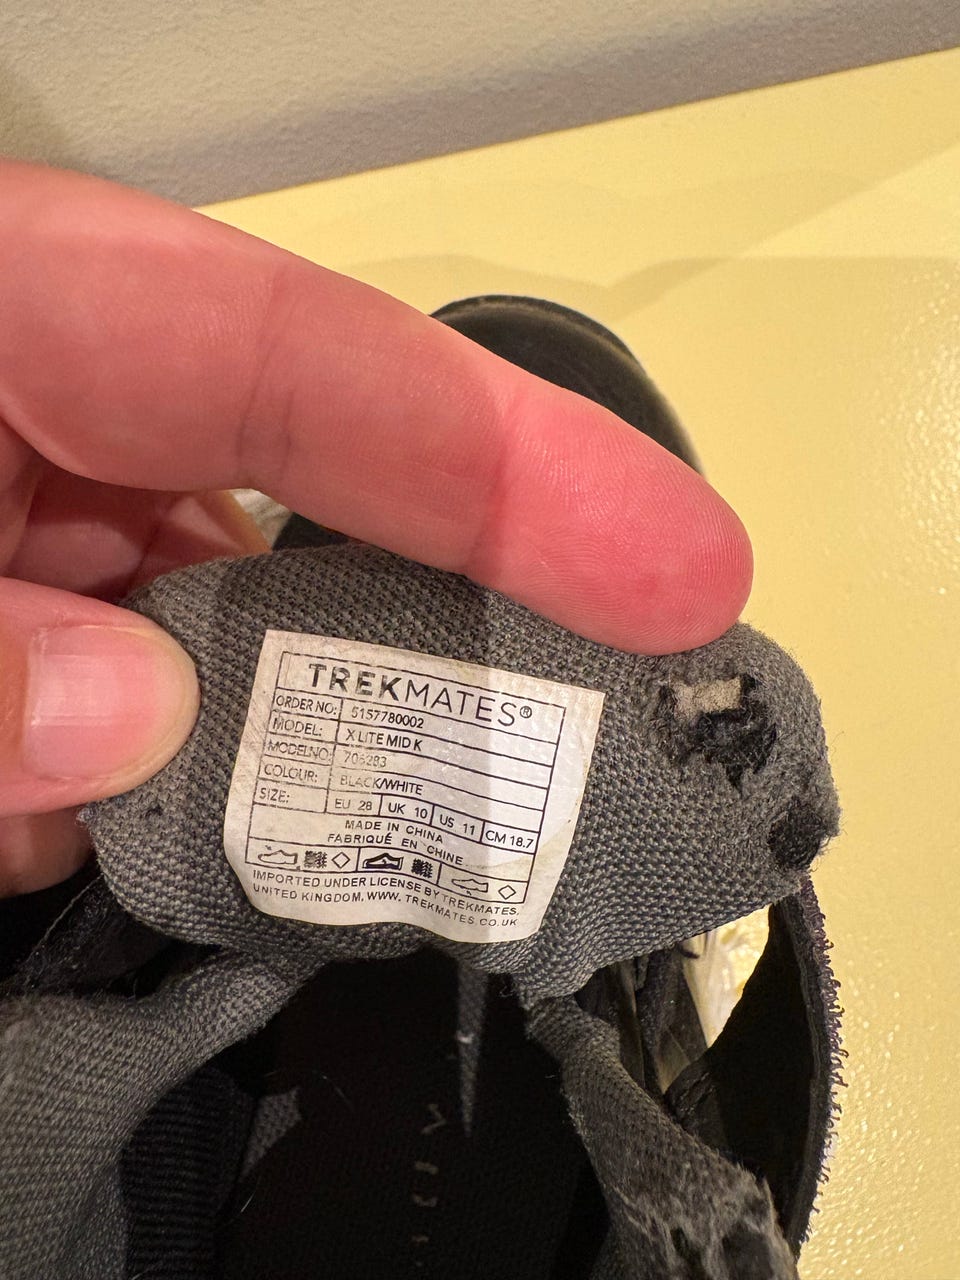 TREKMATES®
ORDER NO: 5157780002
MODEL: X LITE MID K
MODELNO: 706283
COLOUR: BLACK/WHITE
SIZE: EU 28 UK 10 US 11 CM 18.7
MADE IN CHINA
FABRIQUÉ EN CHINE
IMPORTED UNDER LICENSE BY TREKMATES,
UNITED KINGDOM, WWW. TREKMATES.CO.UK